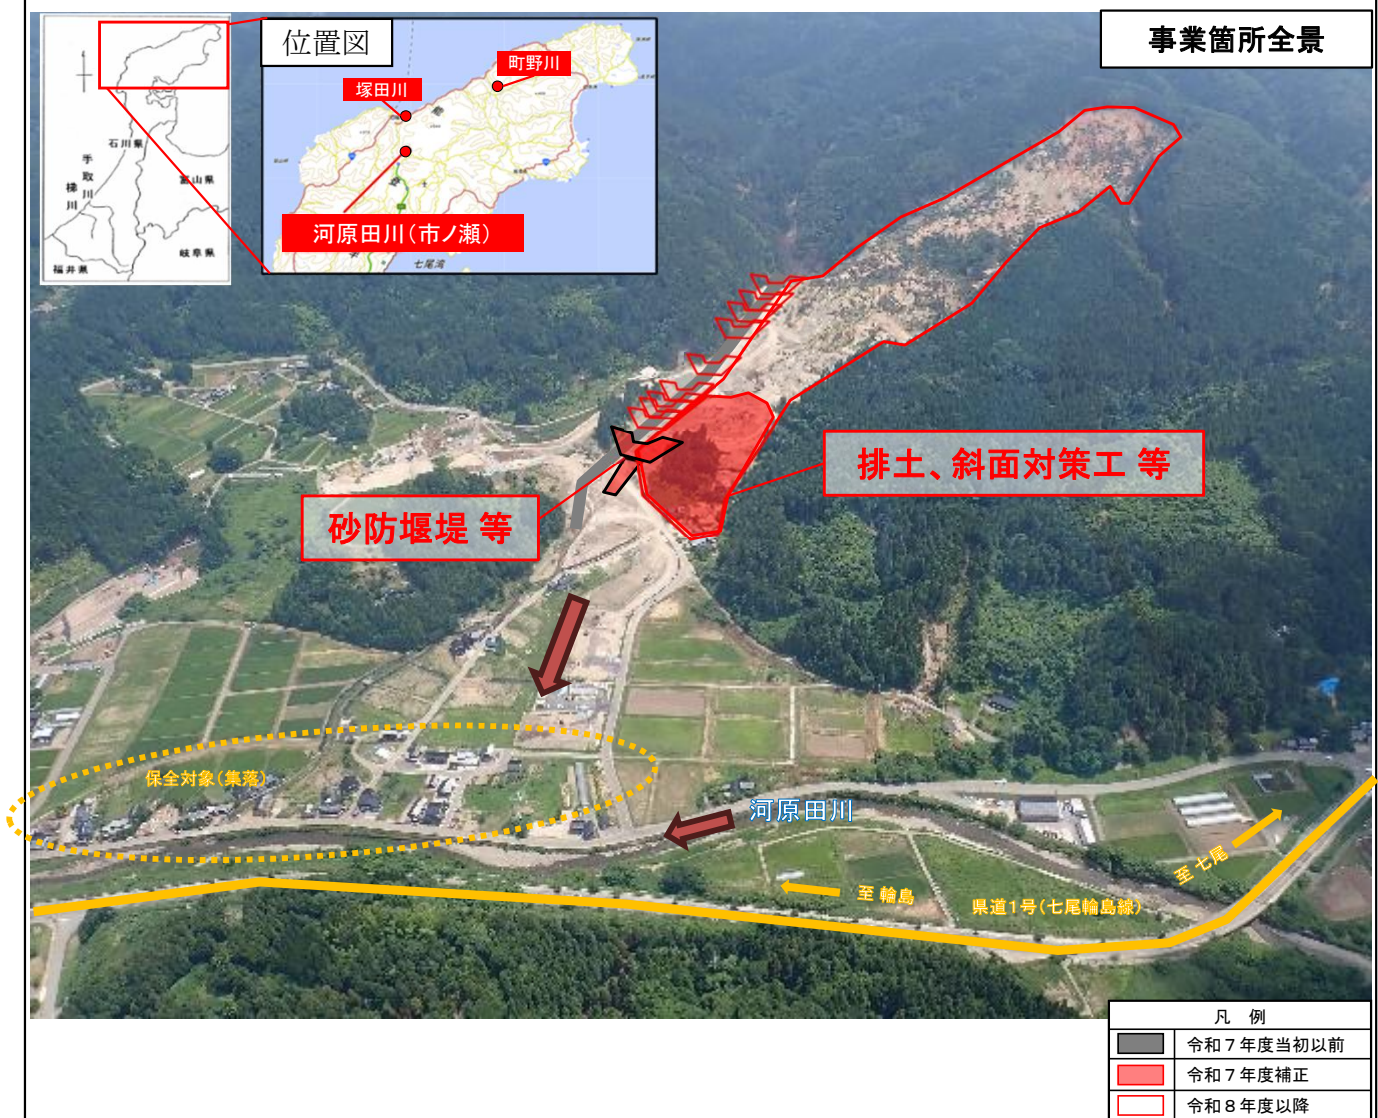 事業箇所全景
位置図
町野川
塚田川
河原田川(市ノ瀬)
七尾湾
石川県
手取川
梯川
富山県
岐阜県
福井県
排土、斜面対策工 等
砂防堰堤 等
保全対象(集落)
河原田川
至 七尾
至 輪島
県道1号(七尾輪島線)
凡 例
令和7年度当初以前
令和7年度補正
令和8年度以降